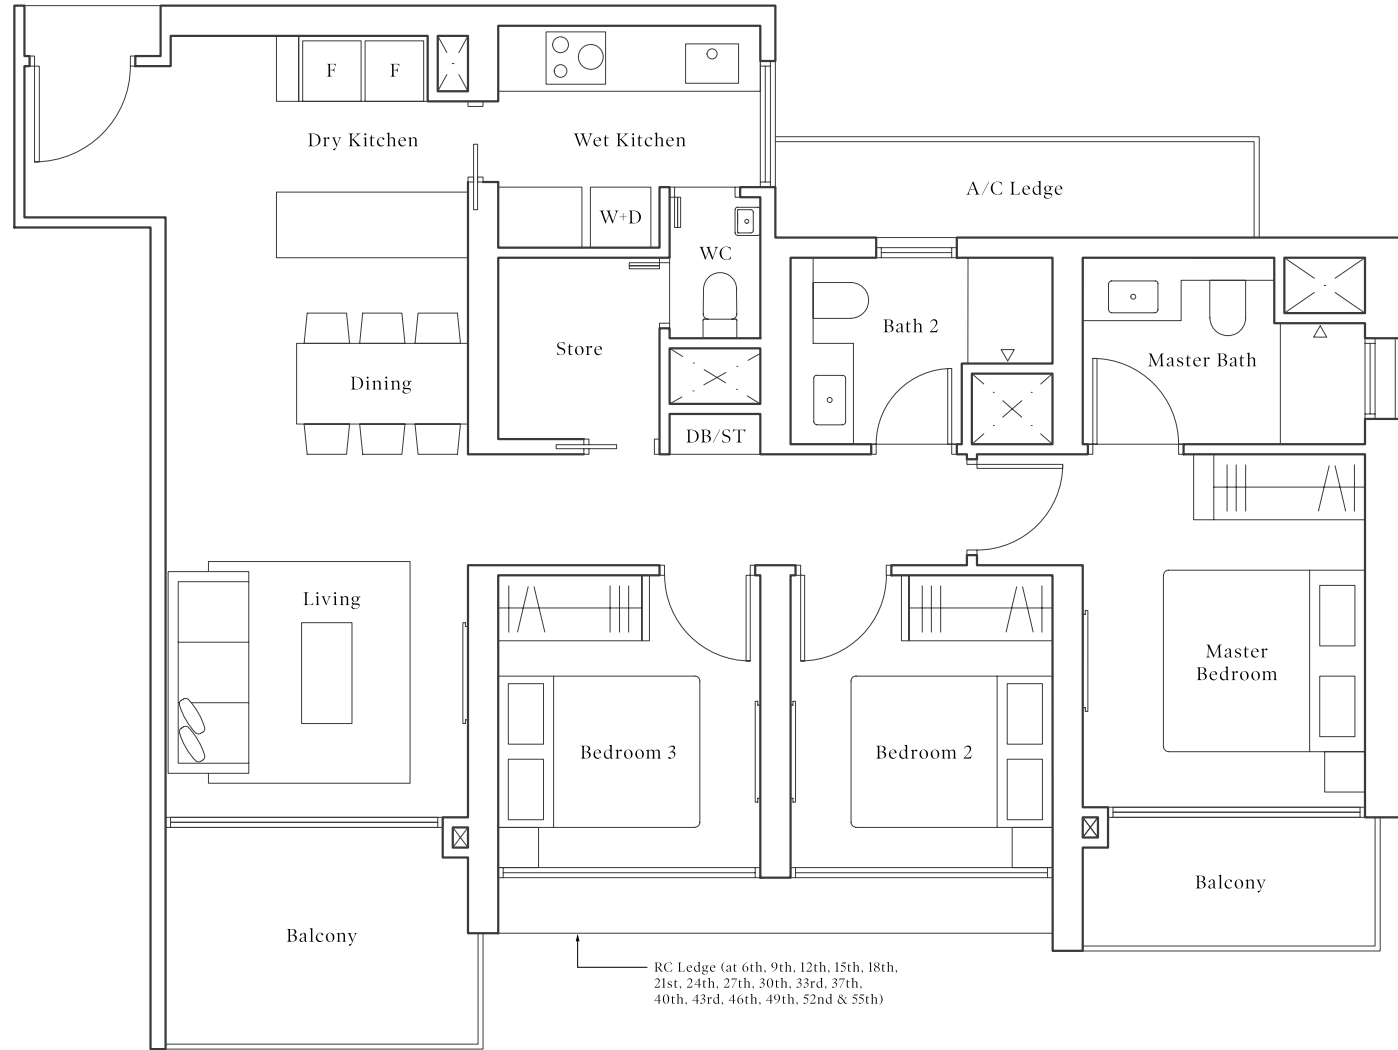 F
F
Dry Kitchen
Wet Kitchen
A/C Ledge
W+D
WC
Bath 2
Store
Master Bath
Dining
DB/ST
Living
Master
Bedroom
Bedroom 3
Bedroom 2
Balcony
Balcony
RC Ledge (at 6th, 9th, 12th, 15th, 18th,
21st, 24th, 27th, 30th, 33rd, 37th,
40th, 43rd, 46th, 49th, 52nd & 55th)